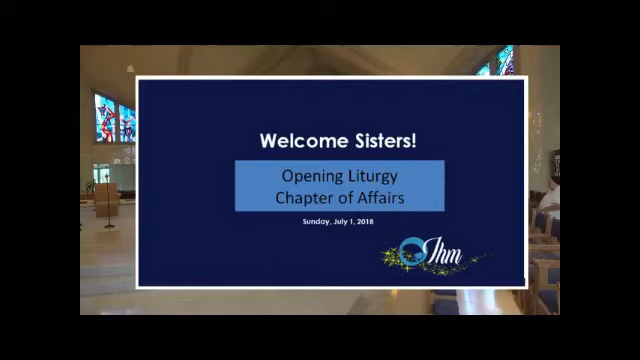 Welcome Sisters!
Opening Liturgy
Chapter of Affairs
Sunday, July 1, 2018
Ihm